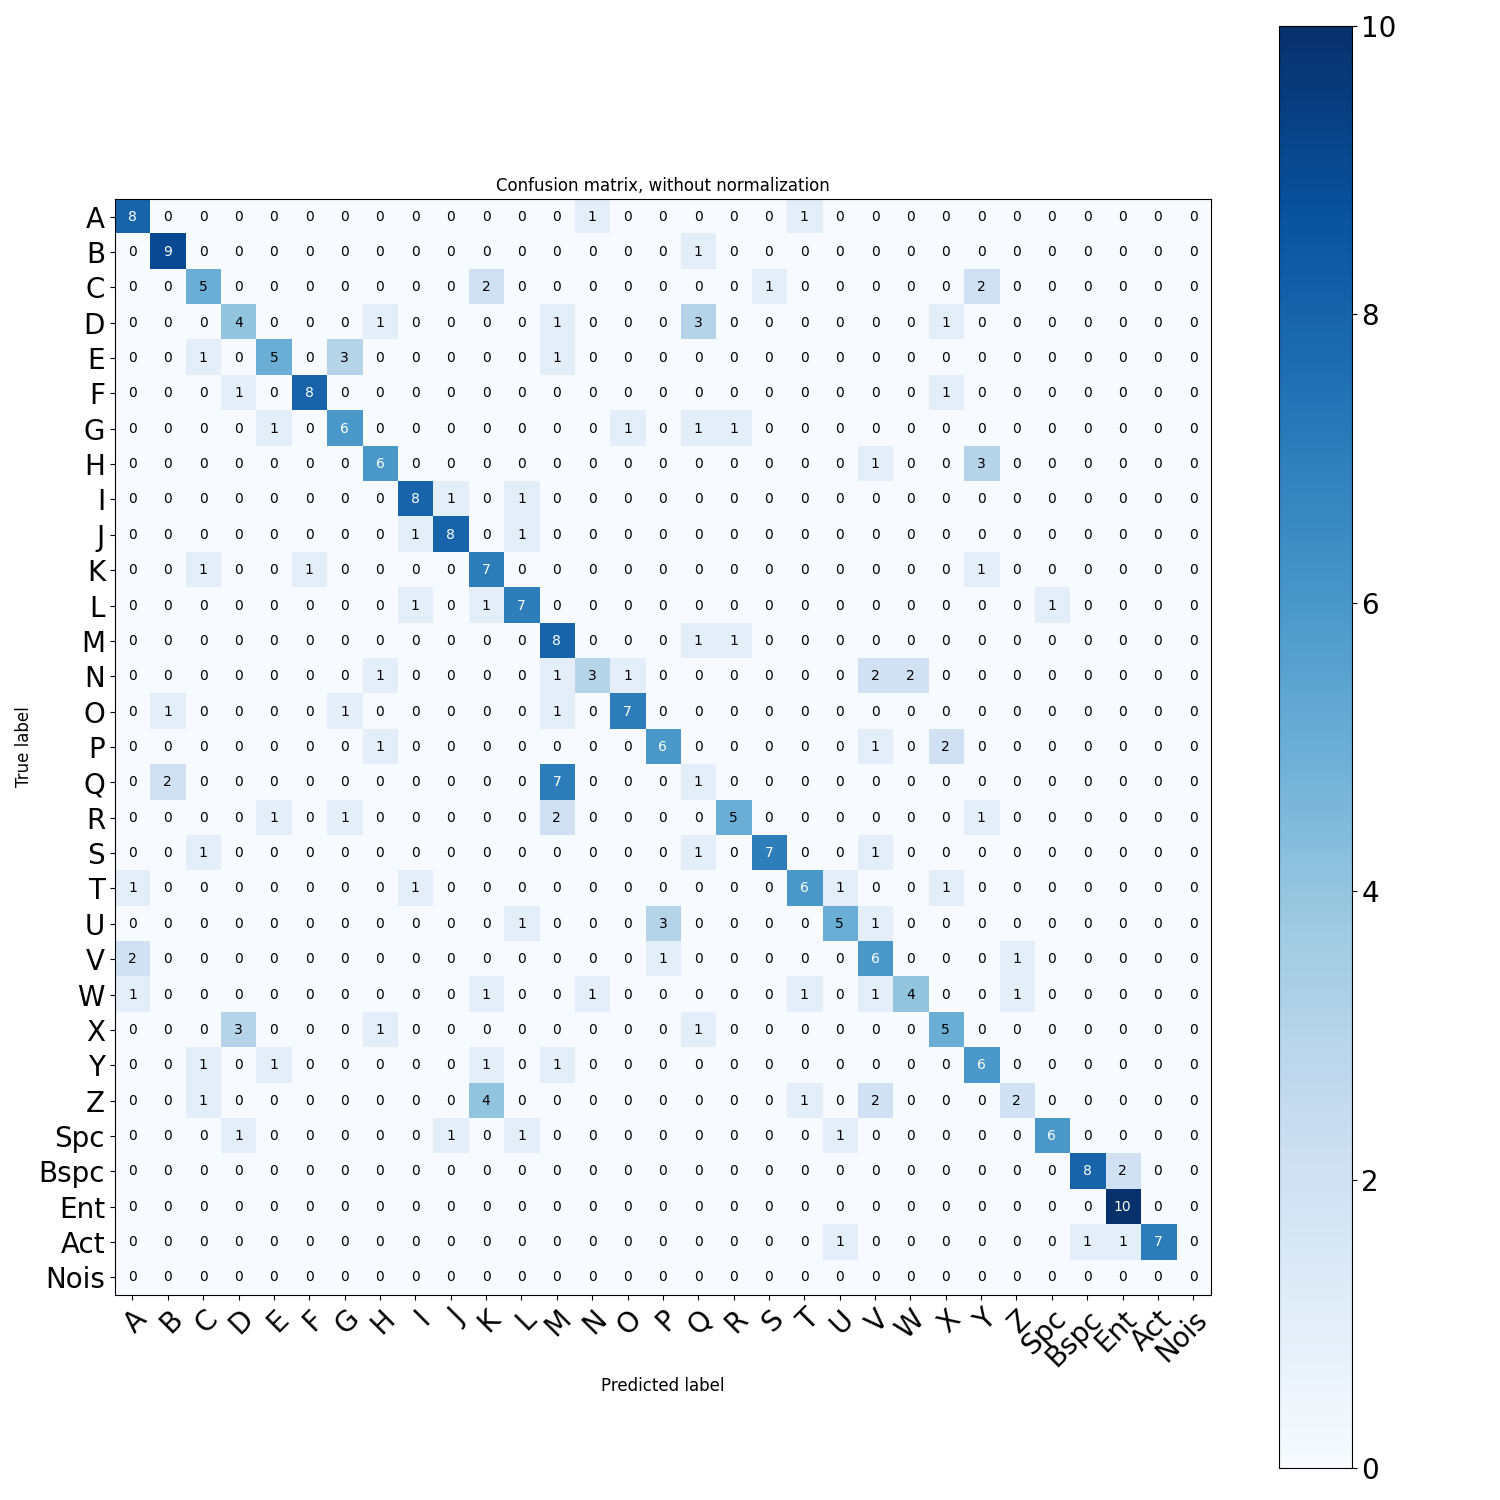 Confusion matrix, without normalization
A 8 0 0 0 0 0 0 0 0 0 0 0 0 1 0 0 0 0 0 1 0 0 0 0 0 0 0 0 0 0 0
B 0 9 0 0 0 0 0 0 0 0 0 0 0 0 0 0 1 0 0 0 0 0 0 0 0 0 0 0 0 0 0
C 0 0 5 0 0 0 0 0 0 0 2 0 0 0 0 0 0 0 1 0 0 0 0 0 2 0 0 0 0 0 0
D 0 0 0 4 0 0 0 1 0 0 0 0 1 0 0 0 3 0 0 0 0 0 0 1 0 0 0 0 0 0 0
E 0 0 1 0 5 0 3 0 0 0 0 0 1 0 0 0 0 0 0 0 0 0 0 0 0 0 0 0 0 0 0
F 0 0 0 1 0 8 0 0 0 0 0 0 0 0 0 0 0 0 0 0 0 0 0 1 0 0 0 0 0 0 0
G 0 0 0 0 1 0 6 0 0 0 0 0 0 0 1 0 1 1 0 0 0 0 0 0 0 0 0 0 0 0 0
H 0 0 0 0 0 0 0 6 0 0 0 0 0 0 0 0 0 0 0 0 0 1 0 0 3 0 0 0 0 0 0
I 0 0 0 0 0 0 0 0 8 1 0 1 0 0 0 0 0 0 0 0 0 0 0 0 0 0 0 0 0 0 0
J 0 0 0 0 0 0 0 0 1 8 0 1 0 0 0 0 0 0 0 0 0 0 0 0 0 0 0 0 0 0 0
K 0 0 1 0 0 1 0 0 0 0 7 0 0 0 0 0 0 0 0 0 0 0 0 0 1 0 0 0 0 0 0
L 0 0 0 0 0 0 0 0 1 0 1 7 0 0 0 0 0 0 0 0 0 0 0 0 0 0 1 0 0 0 0
M 0 0 0 0 0 0 0 0 0 0 0 0 8 0 0 0 1 1 0 0 0 0 0 0 0 0 0 0 0 0 0
N 0 0 0 0 0 0 0 1 0 0 0 0 1 3 1 0 0 0 0 0 0 2 2 0 0 0 0 0 0 0 0
O 0 1 0 0 0 0 1 0 0 0 0 0 1 0 7 0 0 0 0 0 0 0 0 0 0 0 0 0 0 0 0
P 0 0 0 0 0 0 0 1 0 0 0 0 0 0 0 6 0 0 0 0 0 1 0 2 0 0 0 0 0 0 0
Q 0 2 0 0 0 0 0 0 0 0 0 0 7 0 0 0 1 0 0 0 0 0 0 0 0 0 0 0 0 0 0
R 0 0 0 0 1 0 1 0 0 0 0 0 2 0 0 0 0 5 0 0 0 0 0 0 1 0 0 0 0 0 0
S 0 0 1 0 0 0 0 0 0 0 0 0 0 0 0 0 1 0 7 0 0 1 0 0 0 0 0 0 0 0 0
T 1 0 0 0 0 0 0 0 1 0 0 0 0 0 0 0 0 0 0 6 1 0 0 1 0 0 0 0 0 0 0
U 0 0 0 0 0 0 0 0 0 0 0 1 0 0 0 3 0 0 0 0 5 1 0 0 0 0 0 0 0 0 0
V 2 0 0 0 0 0 0 0 0 0 0 0 0 0 0 1 0 0 0 0 0 6 0 0 0 1 0 0 0 0 0
W 1 0 0 0 0 0 0 0 0 0 1 0 0 1 0 0 0 0 0 1 0 1 4 0 0 1 0 0 0 0 0
X 0 0 0 3 0 0 0 1 0 0 0 0 0 0 0 0 1 0 0 0 0 0 0 5 0 0 0 0 0 0 0
Y 0 0 1 0 1 0 0 0 0 0 1 0 1 0 0 0 0 0 0 0 0 0 0 0 6 0 0 0 0 0 0
Z 0 0 1 0 0 0 0 0 0 0 4 0 0 0 0 0 0 0 0 1 0 2 0 0 0 2 0 0 0 0 0
Spc 0 0 0 1 0 0 0 0 0 1 0 1 0 0 0 0 0 0 0 0 1 0 0 0 0 0 6 0 0 0 0
Bspc 0 0 0 0 0 0 0 0 0 0 0 0 0 0 0 0 0 0 0 0 0 0 0 0 0 0 0 8 2 0 0
Ent 0 0 0 0 0 0 0 0 0 0 0 0 0 0 0 0 0 0 0 0 0 0 0 0 0 0 0 0 10 0 0
Act 0 0 0 0 0 0 0 0 0 0 0 0 0 0 0 0 0 0 0 0 1 0 0 0 0 0 0 1 1 7 0
Nois 0 0 0 0 0 0 0 0 0 0 0 0 0 0 0 0 0 0 0 0 0 0 0 0 0 0 0 0 0 0 0
A B C D E F G H I J K L M N O P Q R S T U V W X Y Z Spc Bspc Ent Act Nois
Predicted label
True label
10
8
6
4
2
0